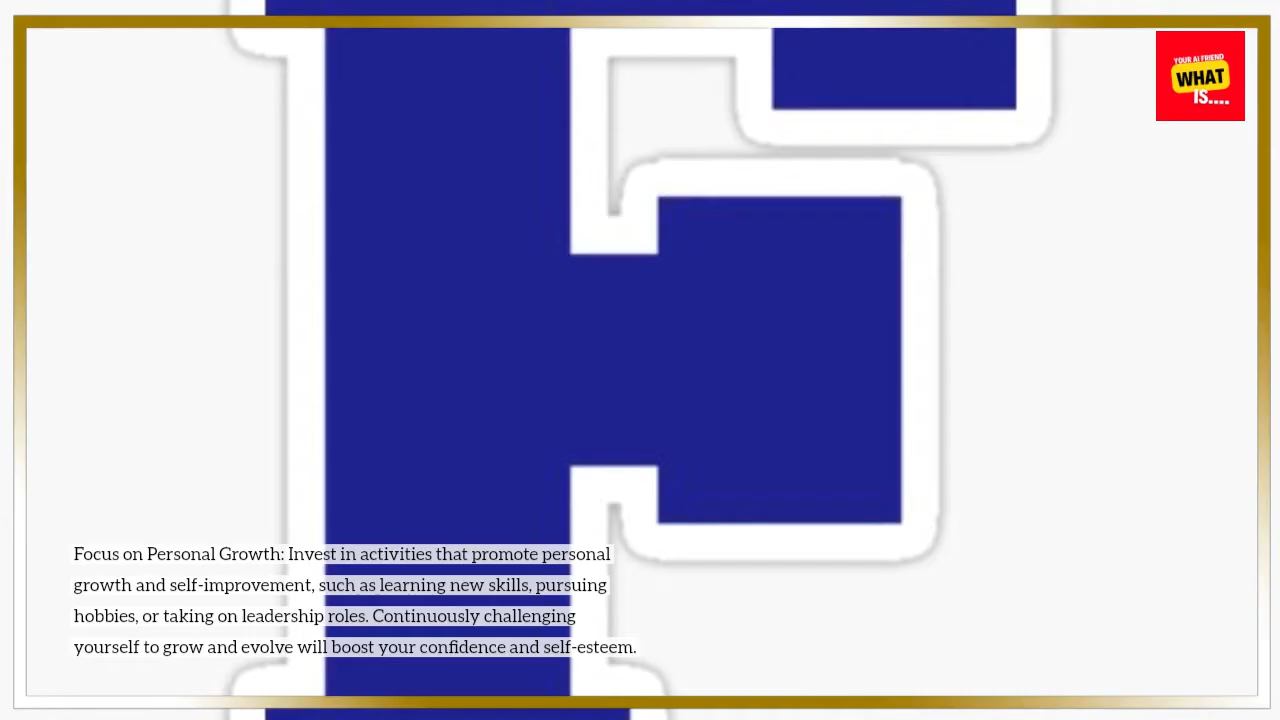 YOUR AI FRIEND
WHAT
IS....
Focus on Personal Growth: Invest in activities that promote personal
growth and self-improvement, such as learning new skills, pursuing
hobbies, or taking on leadership roles. Continuously challenging
yourself to grow and evolve will boost your confidence and self-esteem.